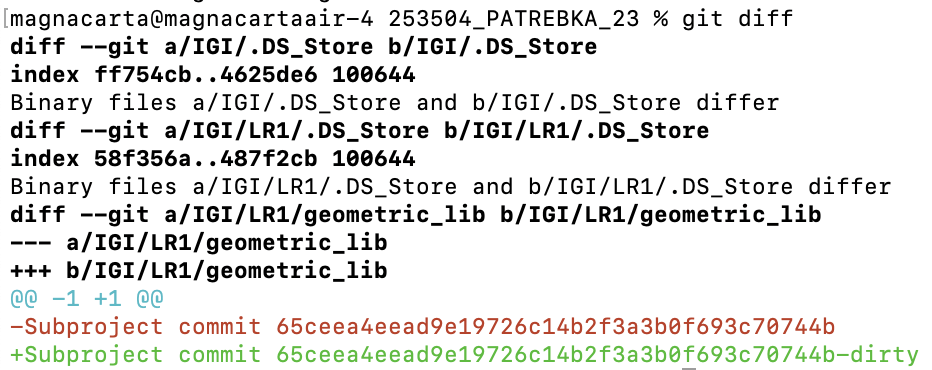 [magnacarta@magnacartaair-4 253504_PATREBKA_23 % git diff
diff --git a/IGI/.DS_Store b/IGI/.DS_Store
index ff754cb..4625de6 100644
Binary files a/IGI/.DS_Store and b/IGI/.DS_Store differ
diff --git a/IGI/LR1/.DS_Store b/IGI/LR1/.DS_Store
index 58f356a..487f2cb 100644
Binary files a/IGI/LR1/.DS_Store and b/IGI/LR1/.DS_Store differ
diff --git a/IGI/LR1/geometric_lib b/IGI/LR1/geometric_lib
--- a/IGI/LR1/geometric_lib
+++ b/IGI/LR1/geometric_lib
@@ -1 +1 @@
-Subproject commit 65ceea4eead9e19726c14b2f3a3b0f693c70744b
+Subproject commit 65ceea4eead9e19726c14b2f3a3b0f693c70744b-dirty